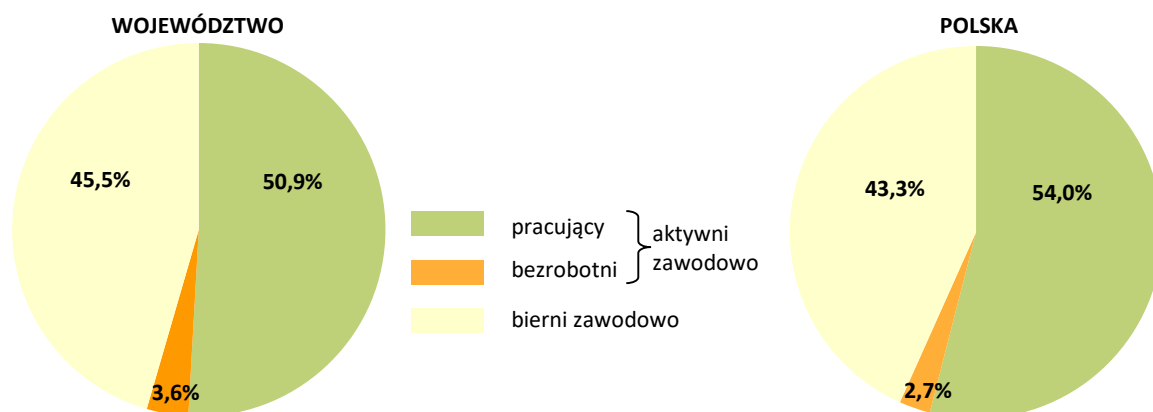 WOJEWÓDZTWO
45,5%
50,9%
3,6%
pracujący
bezrobotni
aktywni
zawodowo
bierni zawodowo
POLSKA
43,3%
54,0%
2,7%